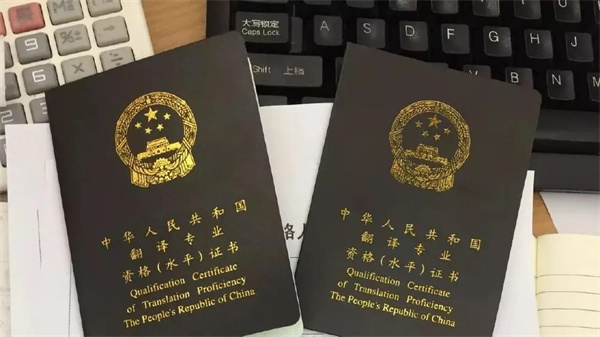 大写锁定
Caps Lock
A
S
D
F
G
H
J
Shift 上档
中华人民共和国
翻译专业
资格(水平)证书
Qualification Certificate
of Translation Proficiency
The People's Republic of China
中华人民共和国
翻译专业
资格(水平)证书
Qualification Certificate
of Translation Proficiency
The People's Republic of China
格人